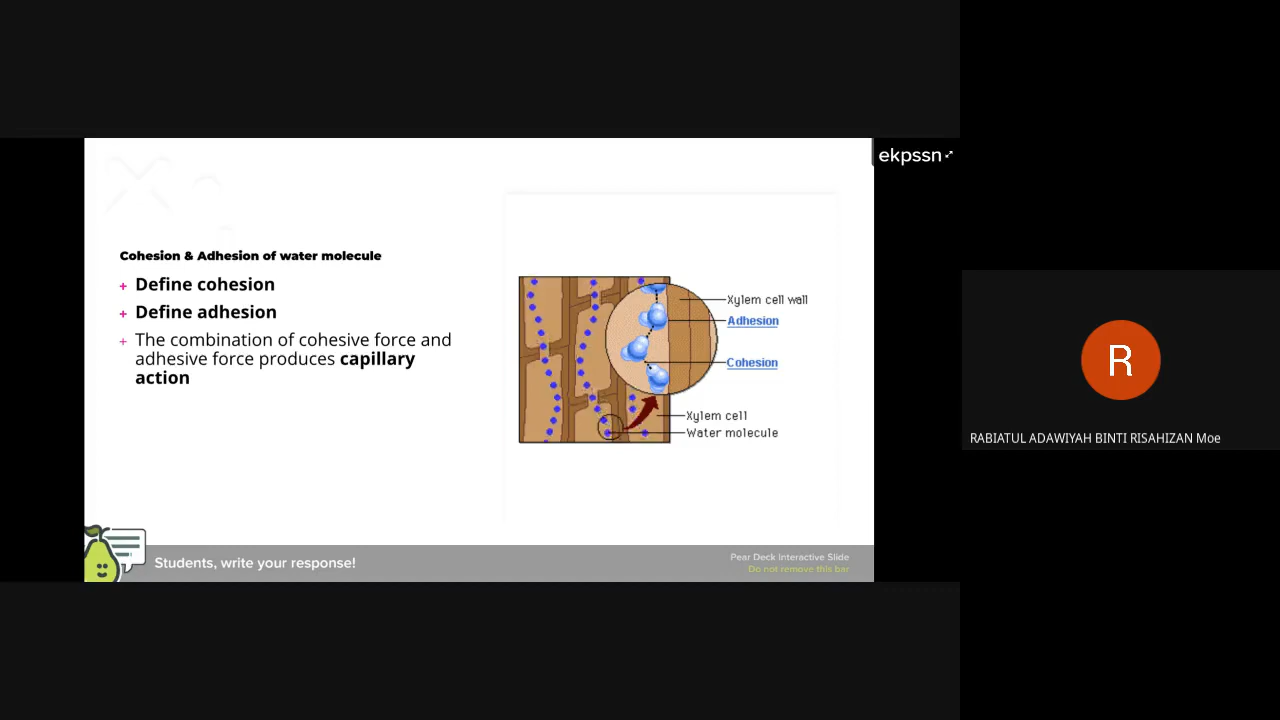 ekpssn
Cohesion & Adhesion of water molecule
+ Define cohesion
+ Define adhesion
+ The combination of cohesive force and
adhesive force produces capillary
action
Xylem cell wall
Adhesion
Cohesion
Xylem cell
Water molecule
Students, write your response!
Pear Deck Interactive Slide
Do not remove this bar
R
RABIATUL ADAWIYAH BINTI RISAHIZAN Moe